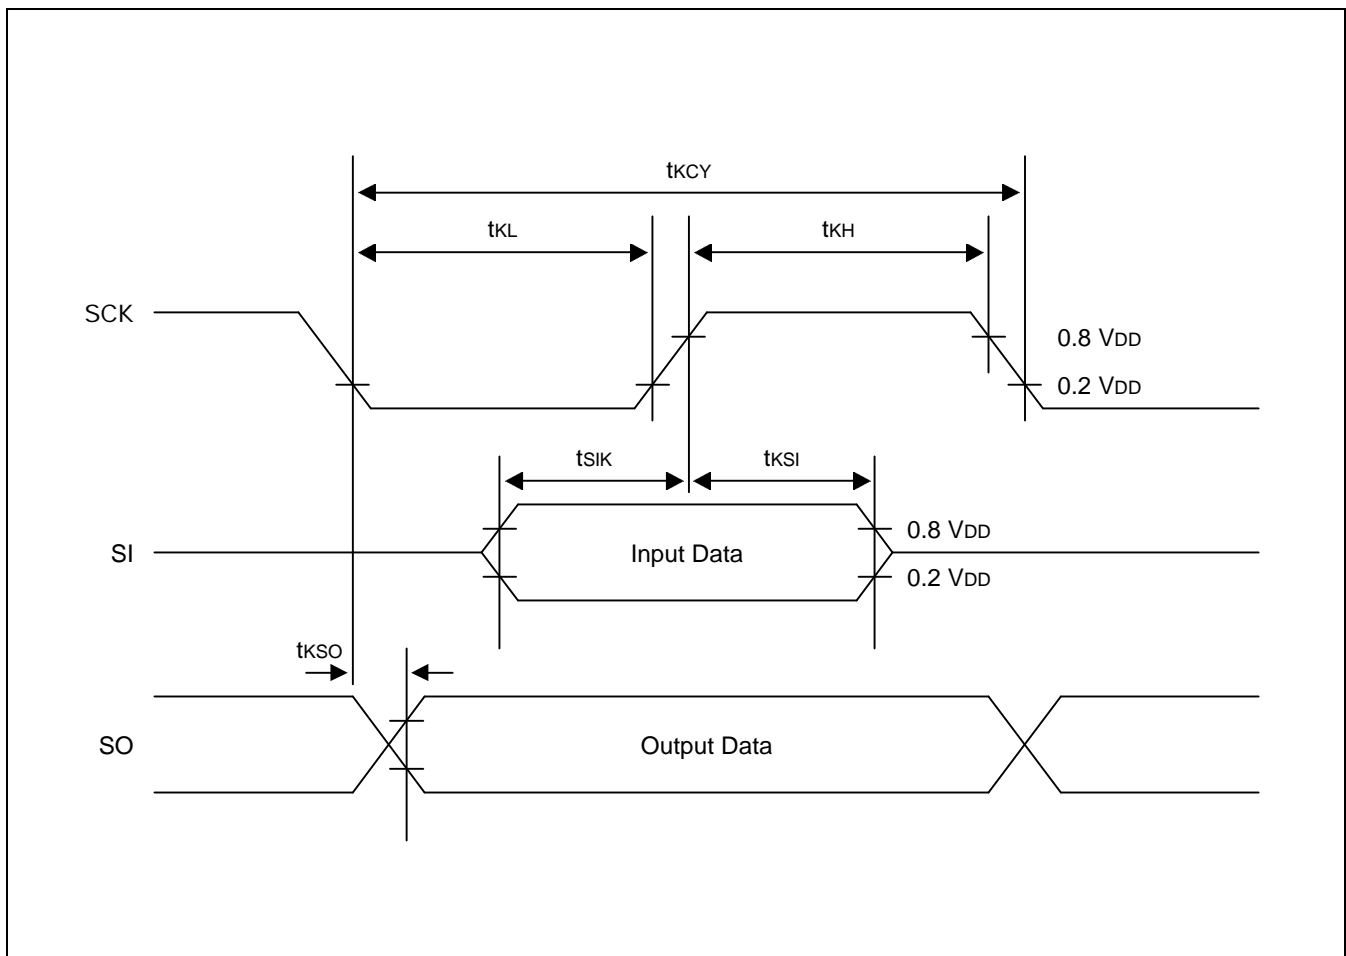 tKCY
tKL
tKH
SCK
0.8 VDD
0.2 VDD
tSIK
tKSI
0.8 VDD
SI
Input Data
0.2 VDD
tKSO
SO
Output Data